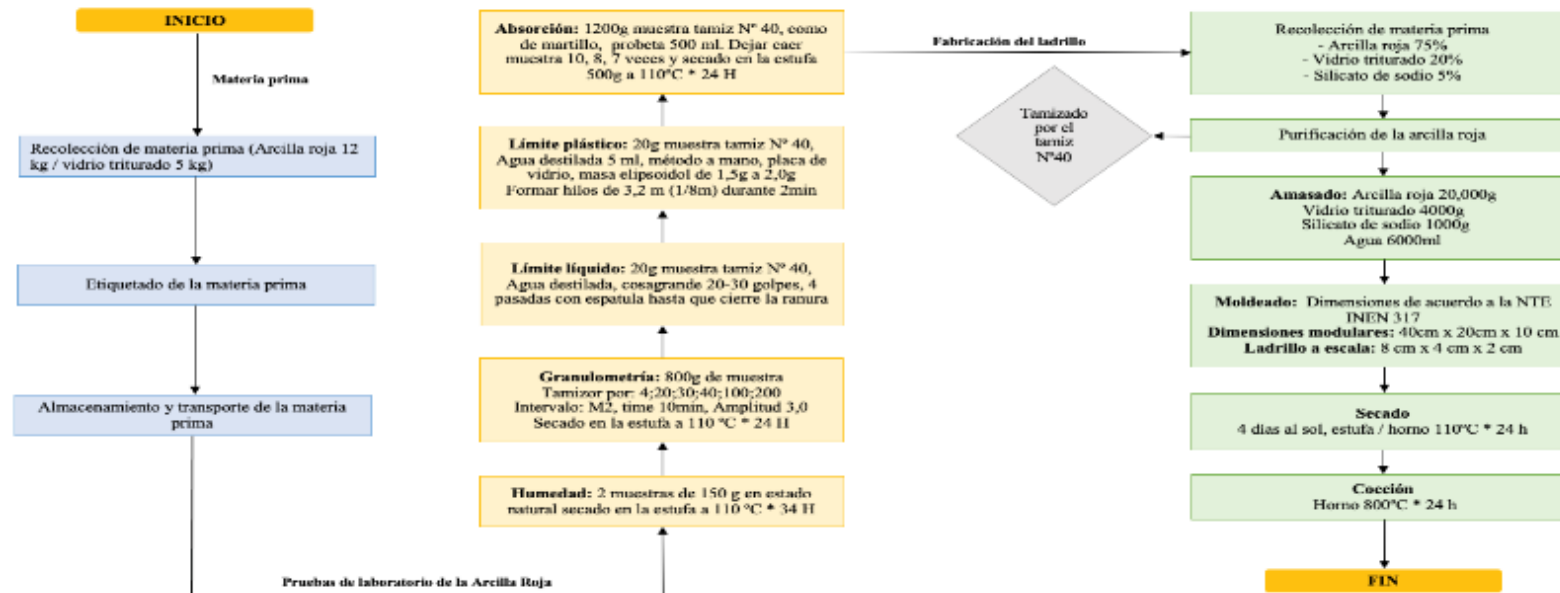 INICIO
Materia prima
Recolección de materia prima (Arcilla roja 12
kg / vidrio triturado 5 kg)
Etiquetado de la materia prima
Almacenamiento y transporte de la materia
prima
Pruebas de laboratorio de la Arcilla Roja
Humedad: 2 muestras de 150 g en estado
natural secado en la estufa a 110 ºC * 34 H
Granulometría: 800g de muestra
Tamizor por: 4;20;30;40;100;200
Intervalo: M2, time 10min, Amplitud 3,0
Secado en la estufa a 110 ºC * 24 H
Límite líquido: 20g muestra tamiz Nº 40,
Agua destilada, cosagrande 20-30 golpes, 4
pasadas con espatula hasta que cierre la ranura
Límite plástico: 20g muestra tamiz Nº 40,
Agua destilada 5 ml, método a mano, placa de
vidrio, masa elipsoidol de 1,5g a 2,0g
Formar hilos de 3,2 m (1/8m) durante 2min
Absorción: 1200g muestra tamiz Nº 40, como
de martillo, probeta 500 ml. Dejar caer
muestra 10, 8, 7 veces y secado en la estufa
500g a 110ºC * 24 H
Fabricación del ladrillo
Recolección de materia prima
- Arcilla roja 75%
- Vidrio triturado 20%
- Silicato de sodio 5%
Purificación de la arcilla roja
Tamizado
por el
tamiz
Nº40
Amasado: Arcilla roja 20,000g
Vidrio triturado 4000g
Silicato de sodio 1000g
Agua 6000ml
Moldeado: Dimensiones de acuerdo a la NTE
INEN 317
Dimensiones modulares: 40cm x 20cm x 10 cm
Ladrillo a escala: 8 cm x 4 cm x 2 cm
Secado
4 dias al sol, estufa / horno 110ºC * 24 h
Cocción
Horno 800ºC * 24 h
FIN